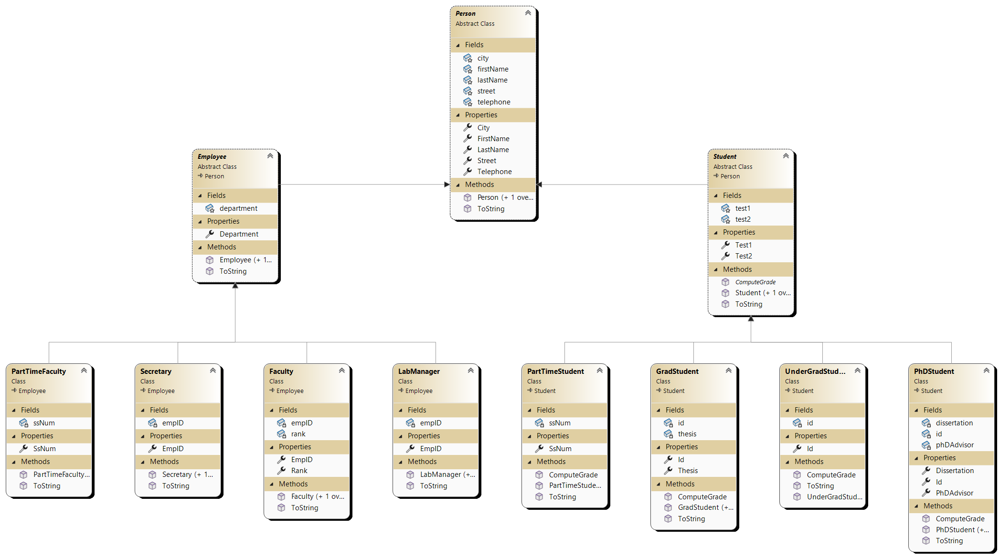 Person
Abstract Class
Fields
city
firstName
lastName
street
telephone
Properties
City
FirstName
LastName
Street
Telephone
Methods
Person (+ 1 ove...
ToString
Employee
Abstract Class
Person
Fields
department
Properties
Department
Methods
Employee (+ 1...
ToString
Student
Abstract Class
Person
Fields
test1
test2
Properties
Test1
Test2
Methods
ComputeGrade
Student (+ 1 ov...
ToString
PartTimeFaculty
Class
Employee
Fields
ssNum
Properties
SsNum
Methods
PartTimeFaculty...
ToString
Secretary
Class
Employee
Fields
empID
Properties
EmpID
Methods
Secretary (+ 1...
ToString
Faculty
Class
Employee
Fields
empID
rank
Properties
EmpID
Rank
Methods
Faculty (+ 1 ov...
ToString
LabManager
Class
Employee
Fields
empID
Properties
EmpID
Methods
LabManager (+...
ToString
PartTimeStudent
Class
Student
Fields
ssNum
Properties
SsNum
Methods
ComputeGrade
PartTimeStude...
ToString
GradStudent
Class
Student
Fields
id
thesis
Properties
Id
Thesis
Methods
ComputeGrade
GradStudent (+...
ToString
UnderGradStud...
Class
Student
Fields
id
Properties
Id
Methods
ComputeGrade
ToString
UnderGradStud...
PhDStudent
Class
Student
Fields
dissertation
id
phDAdvisor
Properties
Dissertation
Id
PhDAdvisor
Methods
ComputeGrade
PhDStudent (+...
ToString